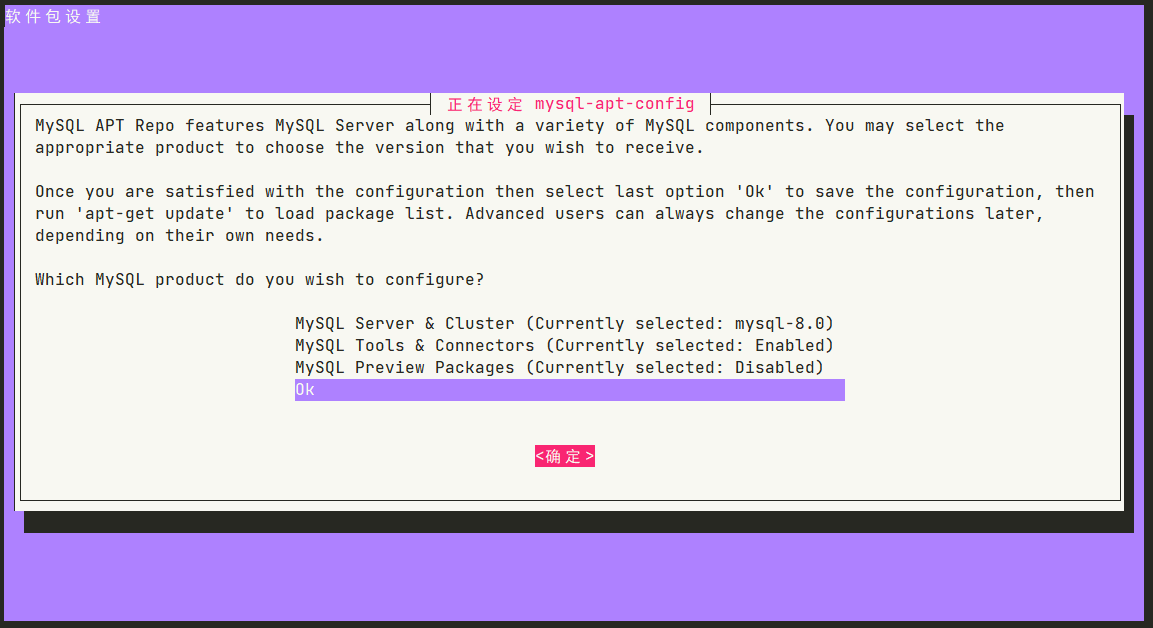 软件包设置
正在设定 mysql-apt-config
MySQL APT Repo features MySQL Server along with a variety of MySQL components. You may select the
appropriate product to choose the version that you wish to receive.
Once you are satisfied with the configuration then select last option 'Ok' to save the configuration, then
run 'apt-get update' to load package list. Advanced users can always change the configurations later,
depending on their own needs.
Which MySQL product do you wish to configure?
MySQL Server & Cluster (Currently selected: mysql-8.0)
MySQL Tools & Connectors (Currently selected: Enabled)
MySQL Preview Packages (Currently selected: Disabled)
Ok
<确定>